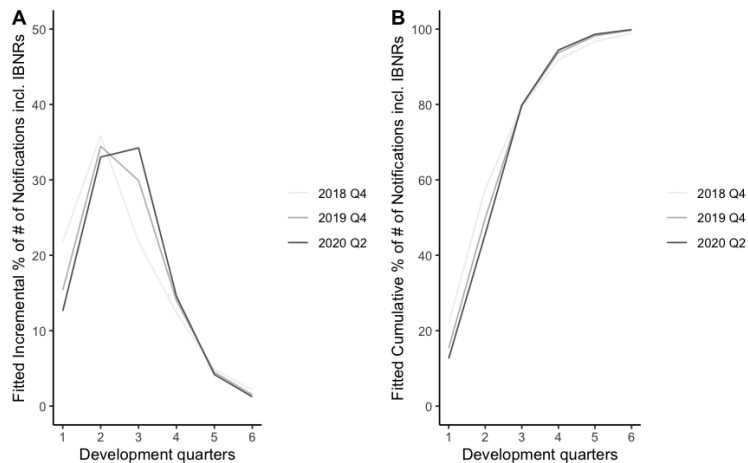 A
Fitted Incremental % of # of Notifications incl. IBNRs
50
40
30
20
10
0
1 2 3 4 5 6
Development quarters
2018 Q4
2019 Q4
2020 Q2
B
Fitted Cumulative % of # of Notifications incl. IBNRs
100
80
60
40
20
0
1 2 3 4 5 6
Development quarters
2018 Q4
2019 Q4
2020 Q2